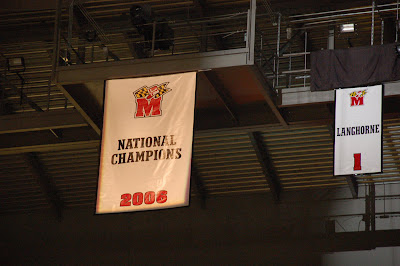 M
NATIONAL
CHAMPIONS
2006
M
LANGHORNE
1